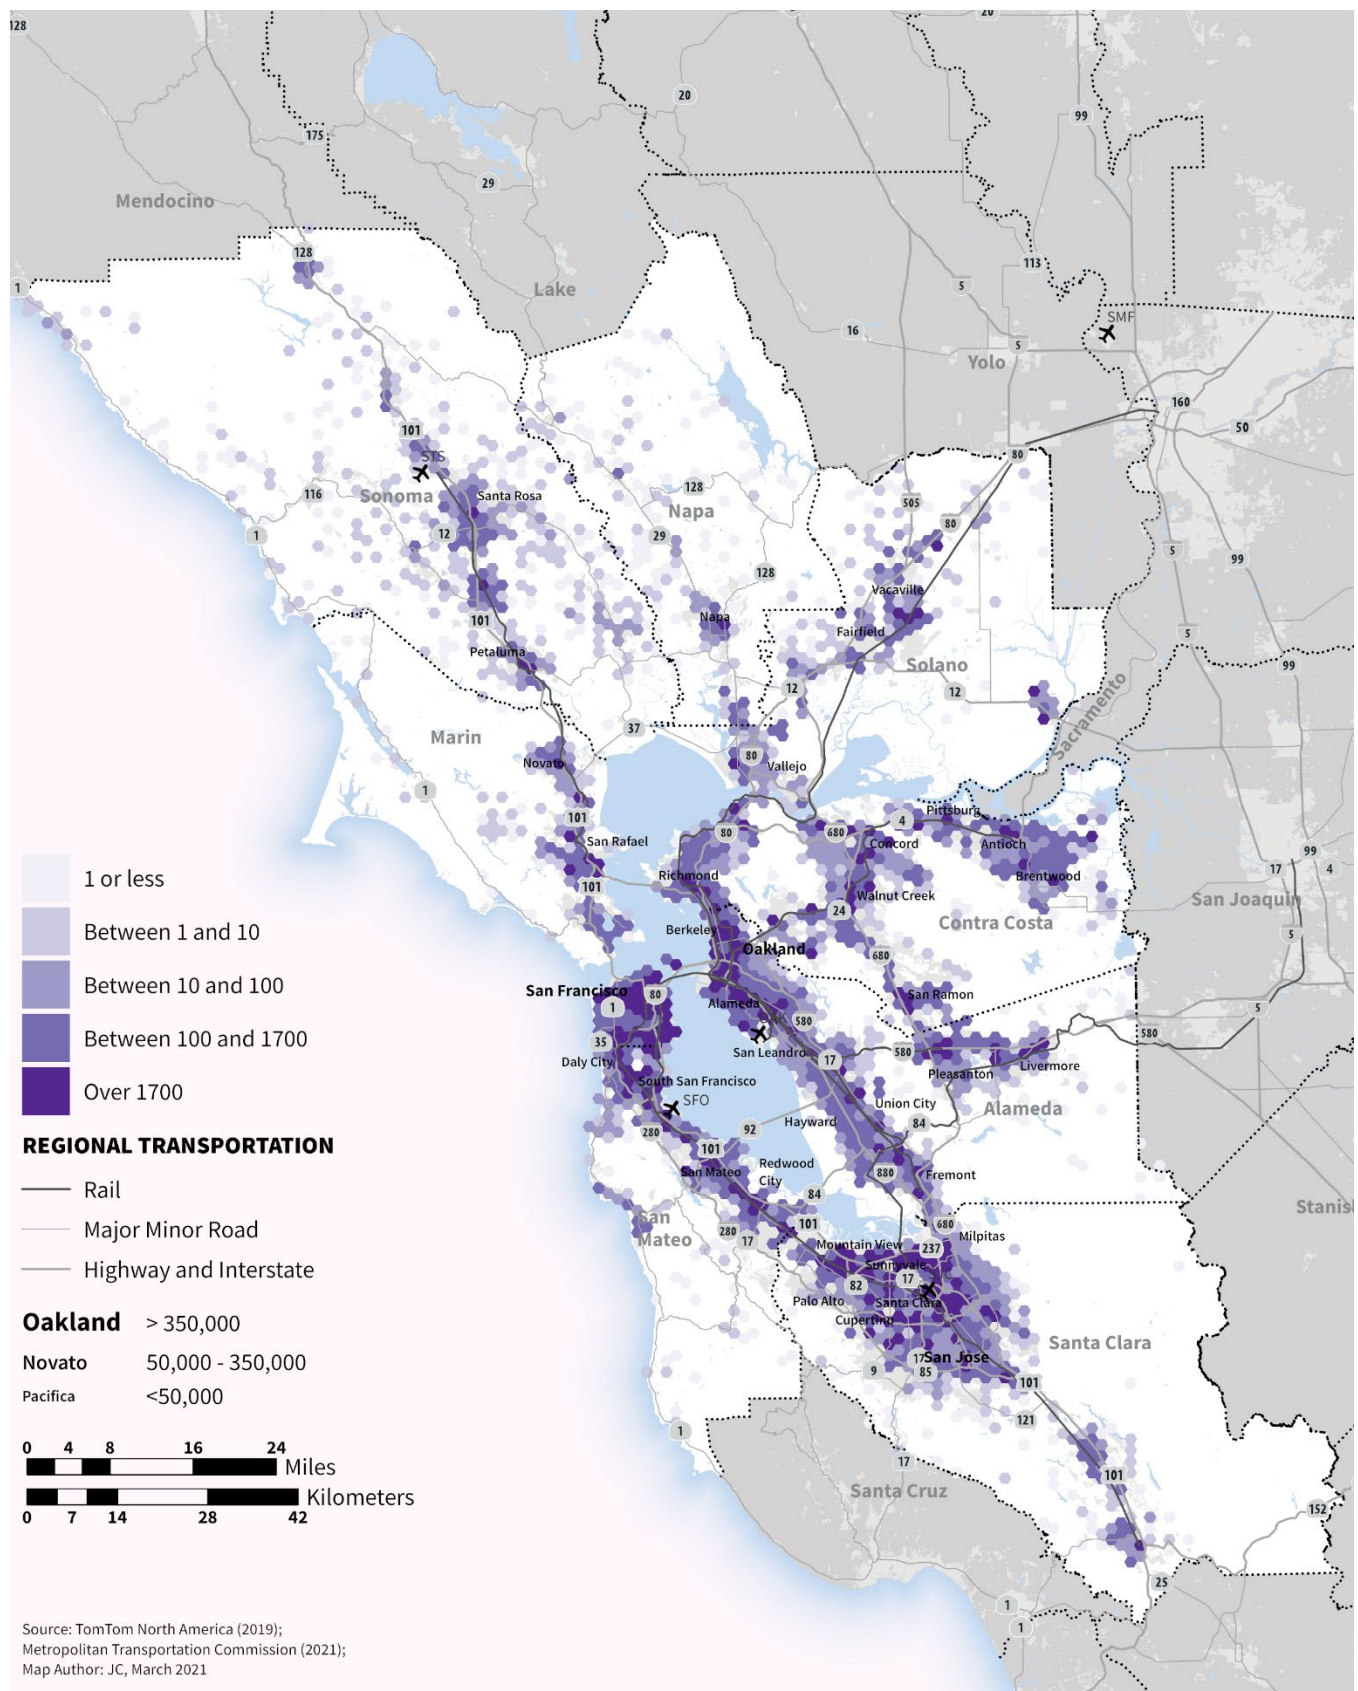 128
20
20
99
175
29
Mendocino
128
113
1
Lake
5
SMF
16
5
Yolo
160
101
50
80
STS
116
Sonoma
Santa Rosa
128
Napa
505
80
1
12
29
5
99
128
Vacaville
Napa
101
Fairfield
5
Petaluma
Solano
99
12
12
Sacramento
37
Marin
80
Novato
Vallejo
1
101
80
680
4
Pittsburg
San Rafael
Concord
Antioch
99
17
4
Richmond
Brentwood
101
Walnut Creek
San Joaquin
24
Contra Costa
Berkeley
5
Oakland
680
San Francisco
80
San Ramon
1
Alameda
5
580
OAK
580
35
San Leandro
580
17
Daly City
Pleasanton
Livermore
South San Francisco
SFO
Union City
Alameda
84
280
92
Hayward
101
Redwood
City
San Mateo
880
Fremont
84
Stanisl
San
Mateo
280
17
101
680
Milpitas
Mountain View
237
Sunnyvale
82
17
Palo Alto
Santa Clara
Cupertino
Santa Clara
17
San Jose
9
85
101
121
1
17
101
Santa Cruz
152
25
1
1
1 or less
Between 1 and 10
Between 10 and 100
Between 100 and 1700
Over 1700
REGIONAL TRANSPORTATION
Rail
Major Minor Road
Highway and Interstate
Oakland > 350,000
Novato 50,000 - 350,000
Pacifica <50,000
0 4 8 16 24
Miles
Kilometers
0 7 14 28 42
Source: TomTom North America (2019);
Metropolitan Transportation Commission (2021);
Map Author: JC, March 2021